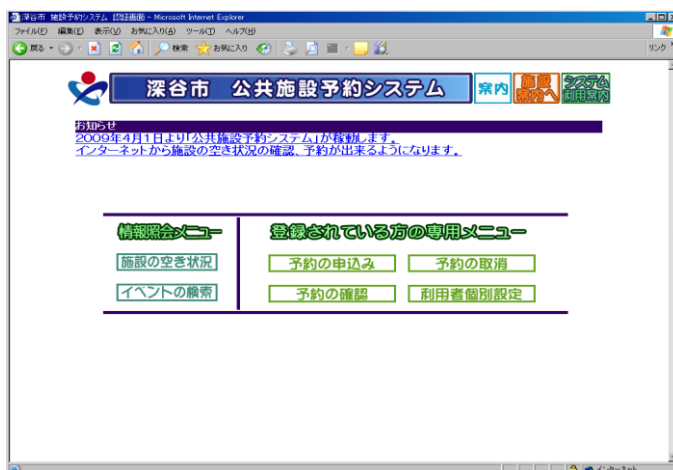 深谷市 施設予約システム 認証画面 - Microsoft Internet Explorer
ファイル(F) 編集(E) 表示(V) お気に入り(A) ツール(T) ヘルプ(H)
戻る 検索 お気に入り リンク
深谷市 公共施設予約システム 案内 施設案内へ システム利用案内
お知らせ
2009年4月1日より「公共施設予約システム」が稼動します。
インターネットから施設の空き状況の確認、予約が出来るようになります。
情報照会メニュー 登録されている方の専用メニュー
施設の空き状況 予約の申込み 予約の取消
イベントの検索 予約の確認 利用者個別設定
インターネット